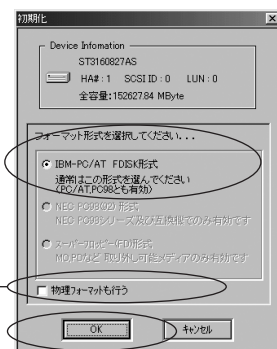 初期化
Device Infomation
ST3160827AS
HA#:1 SCSI ID:0 LUN:0
全容量:152627.84 MByte
フォーマット形式を選択してください...
IBM-PC/AT FDISK形式
通常はこの形式を選んでください
(PC/AT,PC98とも有効)
NEC PC98(92) 形式
NEC PC98シリーズ及び互換機でのみ有効です
スーパーフロッピー(FD)形式
MO,PDなど 取り外し可能メディアのみ有効です
物理フォーマットも行う
OK
キャンセル